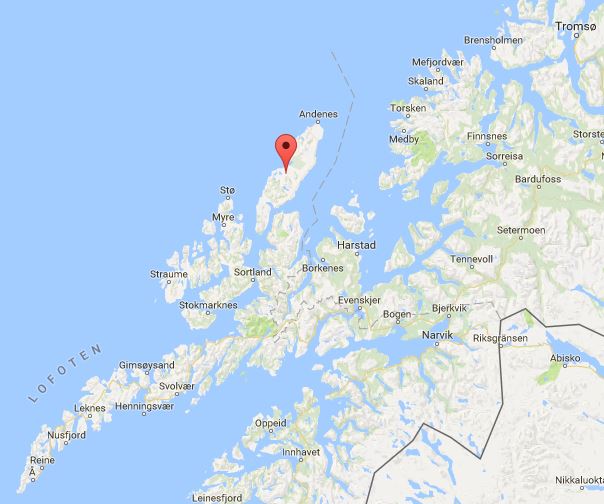 Tromsø
Brensholmen
Mefjordvær
Skaland
Torsken
Andenes
Medby
Finnsnes
Storste
Sorreisa
Bardufoss
Stø
Myre
Setermoen
Harstad
Straume
Sortland
Borkenes
Tennevoll
Stokmarknes
Evenskjer
Bogen
Bjerkvik
Narvik
Riksgränsen
LOFOTEN
Gimsøysand
Abisko
Svolvær
Leknes
Henningsvær
Oppeid
Nusfjord
Innhavet
Reine
Å
Nikkaluokta
Leinesfjord